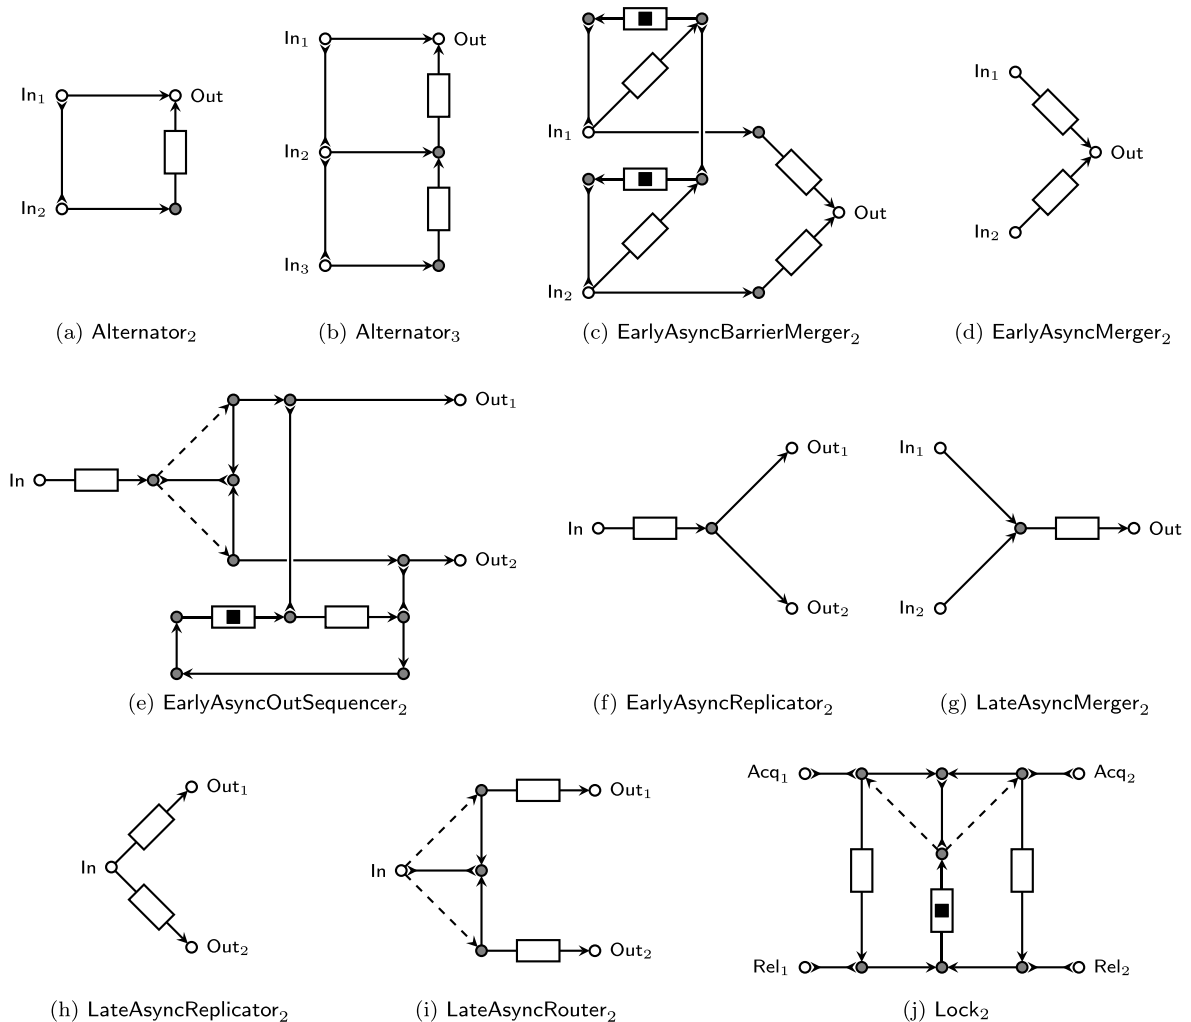 In₁ Out
In₂
(a) Alternator₂
In₁ Out
In₂
In₃
(b) Alternator₃
In₁
Out
In₂
(c) EarlyAsyncBarrierMerger₂
In₁
Out
In₂
(d) EarlyAsyncMerger₂
Out₁
In
Out₂
(e) EarlyAsyncOutSequencer₂
Out₁
In
Out₂
(f) EarlyAsyncReplicator₂
In₁
Out
In₂
(g) LateAsyncMerger₂
Out₁
In
Out₂
(h) LateAsyncReplicator₂
Out₁
In
Out₂
(i) LateAsyncRouter₂
Acq₁ Acq₂
Rel₁ Rel₂
(j) Lock₂